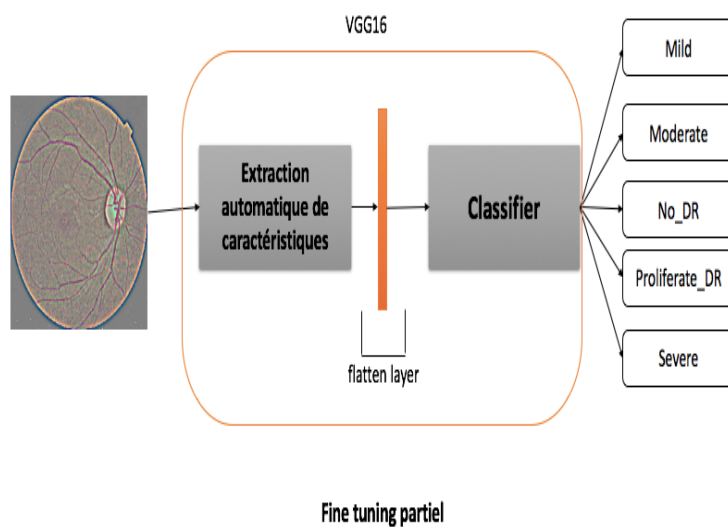 VGG16
Extraction
automatique de
caractéristiques
flatten layer
Classifier
Mild
Moderate
No_DR
Proliferate_DR
Severe
Fine tuning partiel